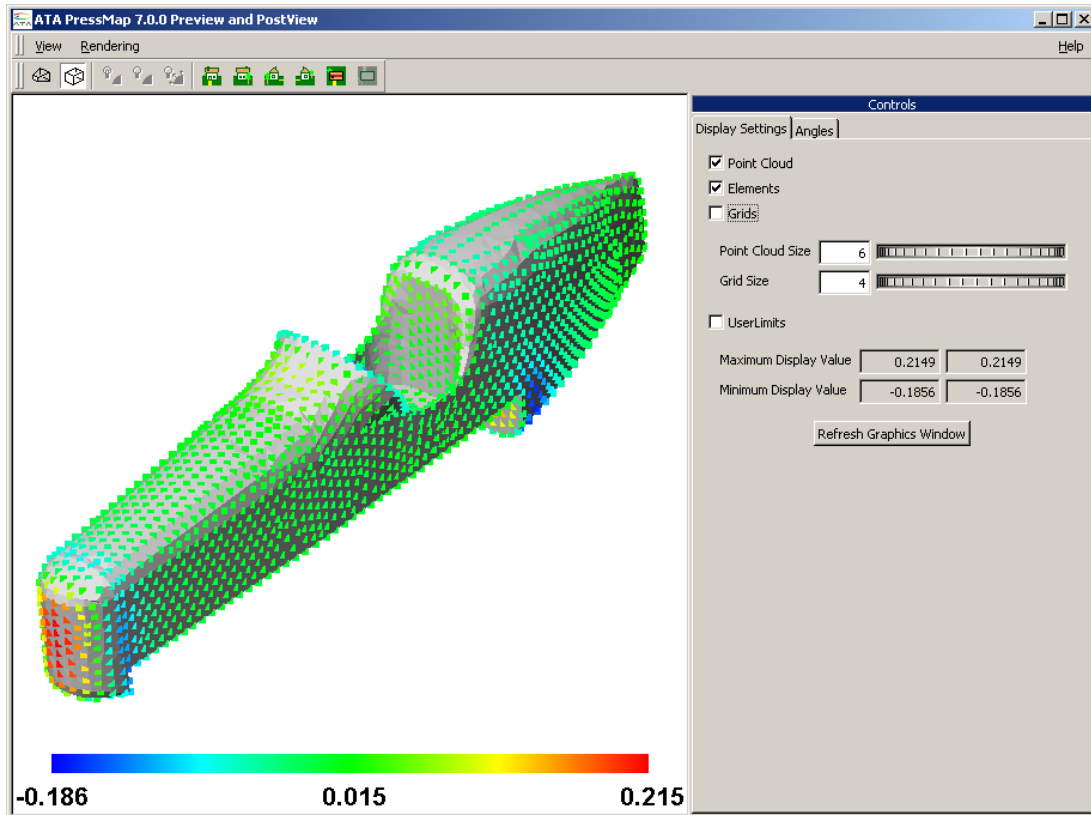 ATA PressMap 7.0.0 Preview and PostView
View Rendering Help
Controls
Display Settings Angles
Point Cloud
Elements
Grids
Point Cloud Size 6
Grid Size 4
UserLimits
Maximum Display Value 0.2149 0.2149
Minimum Display Value -0.1856 -0.1856
Refresh Graphics Window
-0.186 0.015 0.215